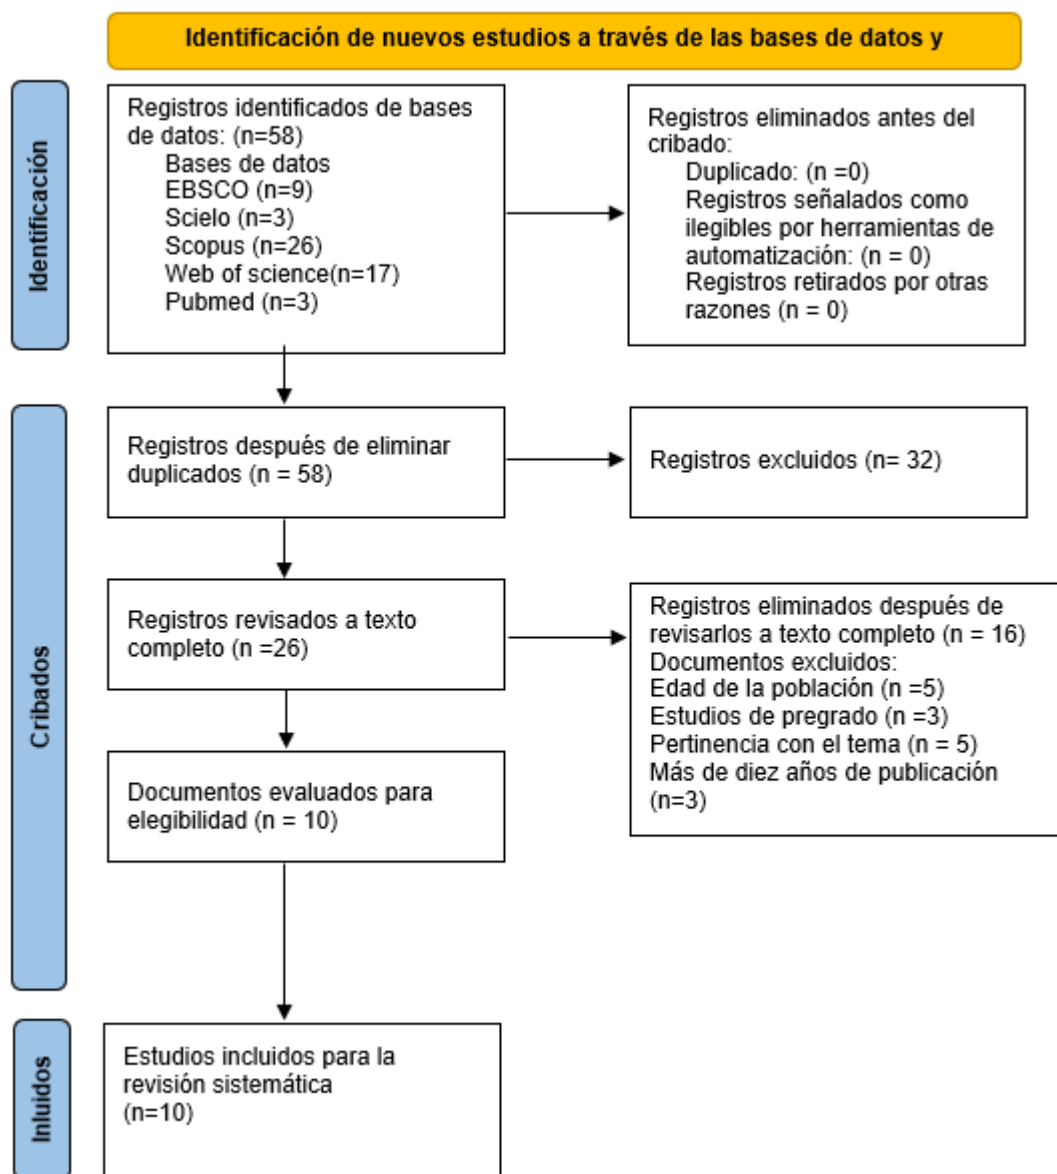 Identificación de nuevos estudios a través de las bases de datos y
Identificación
Registros identificados de bases
de datos: (n=58)
Bases de datos
EBSCO (n=9)
Scielo (n=3)
Scopus (n=26)
Web of science(n=17)
Pubmed (n=3)
Registros eliminados antes del
cribado:
Duplicado: (n =0)
Registros señalados como
ilegibles por herramientas de
automatización: (n = 0)
Registros retirados por otras
razones (n = 0)
Cribados
Registros después de eliminar
duplicados (n = 58)
Registros excluidos (n= 32)
Registros revisados a texto
completo (n =26)
Registros eliminados después de
revisarlos a texto completo (n = 16)
Documentos excluidos:
Edad de la población (n =5)
Estudios de pregrado (n =3)
Pertinencia con el tema (n = 5)
Más de diez años de publicación
(n=3)
Documentos evaluados para
elegibilidad (n = 10)
Inluidos
Estudios incluidos para la
revisión sistemática
(n=10)